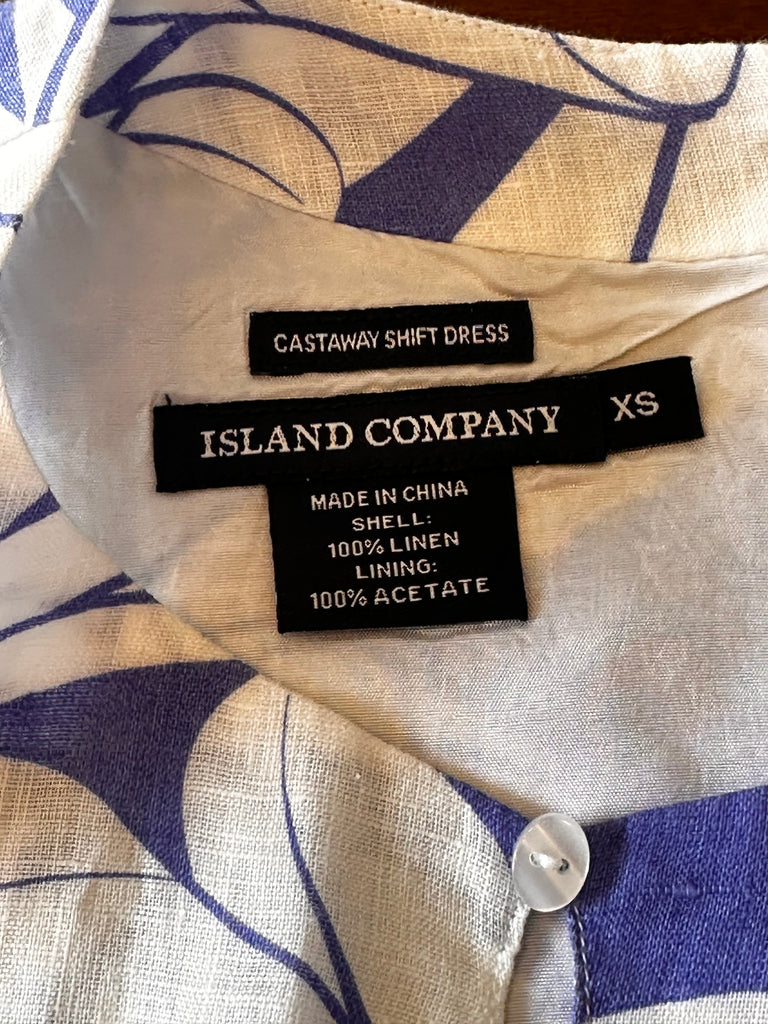 CASTAWAY SHIFT DRESS
ISLAND COMPANY XS
MADE IN CHINA
SHELL:
100% LINEN
LINING:
100% ACETATE